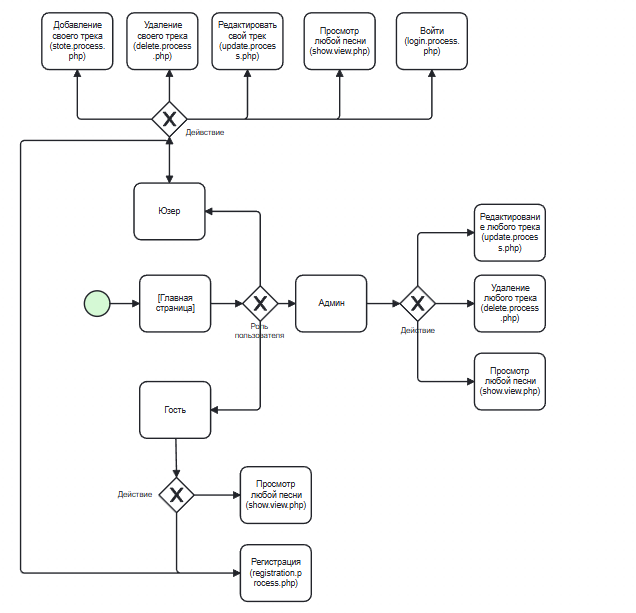 Добавление
своего трека
(stote.process.
php)
Удаление
своего трека
(delete.process
.php)
Редактировать
свой трек
(update.proces
s.php)
Просмотр
любой песни
(show.view.php)
Войти
(login.process.
php)
Дейвствие
Юзер
Редактировани
е любого трека
(update.proces
s.php)
[Главная
страница]
Роль
пользователя
Админ
Действие
Удаление
любого трека
(delete.process
.php)
Просмотр
любой песни
(show.view.php)
Гость
Действие
Просмотр
любой песни
(show.view.php)
Регистрация
(registration.p
rocess.php)